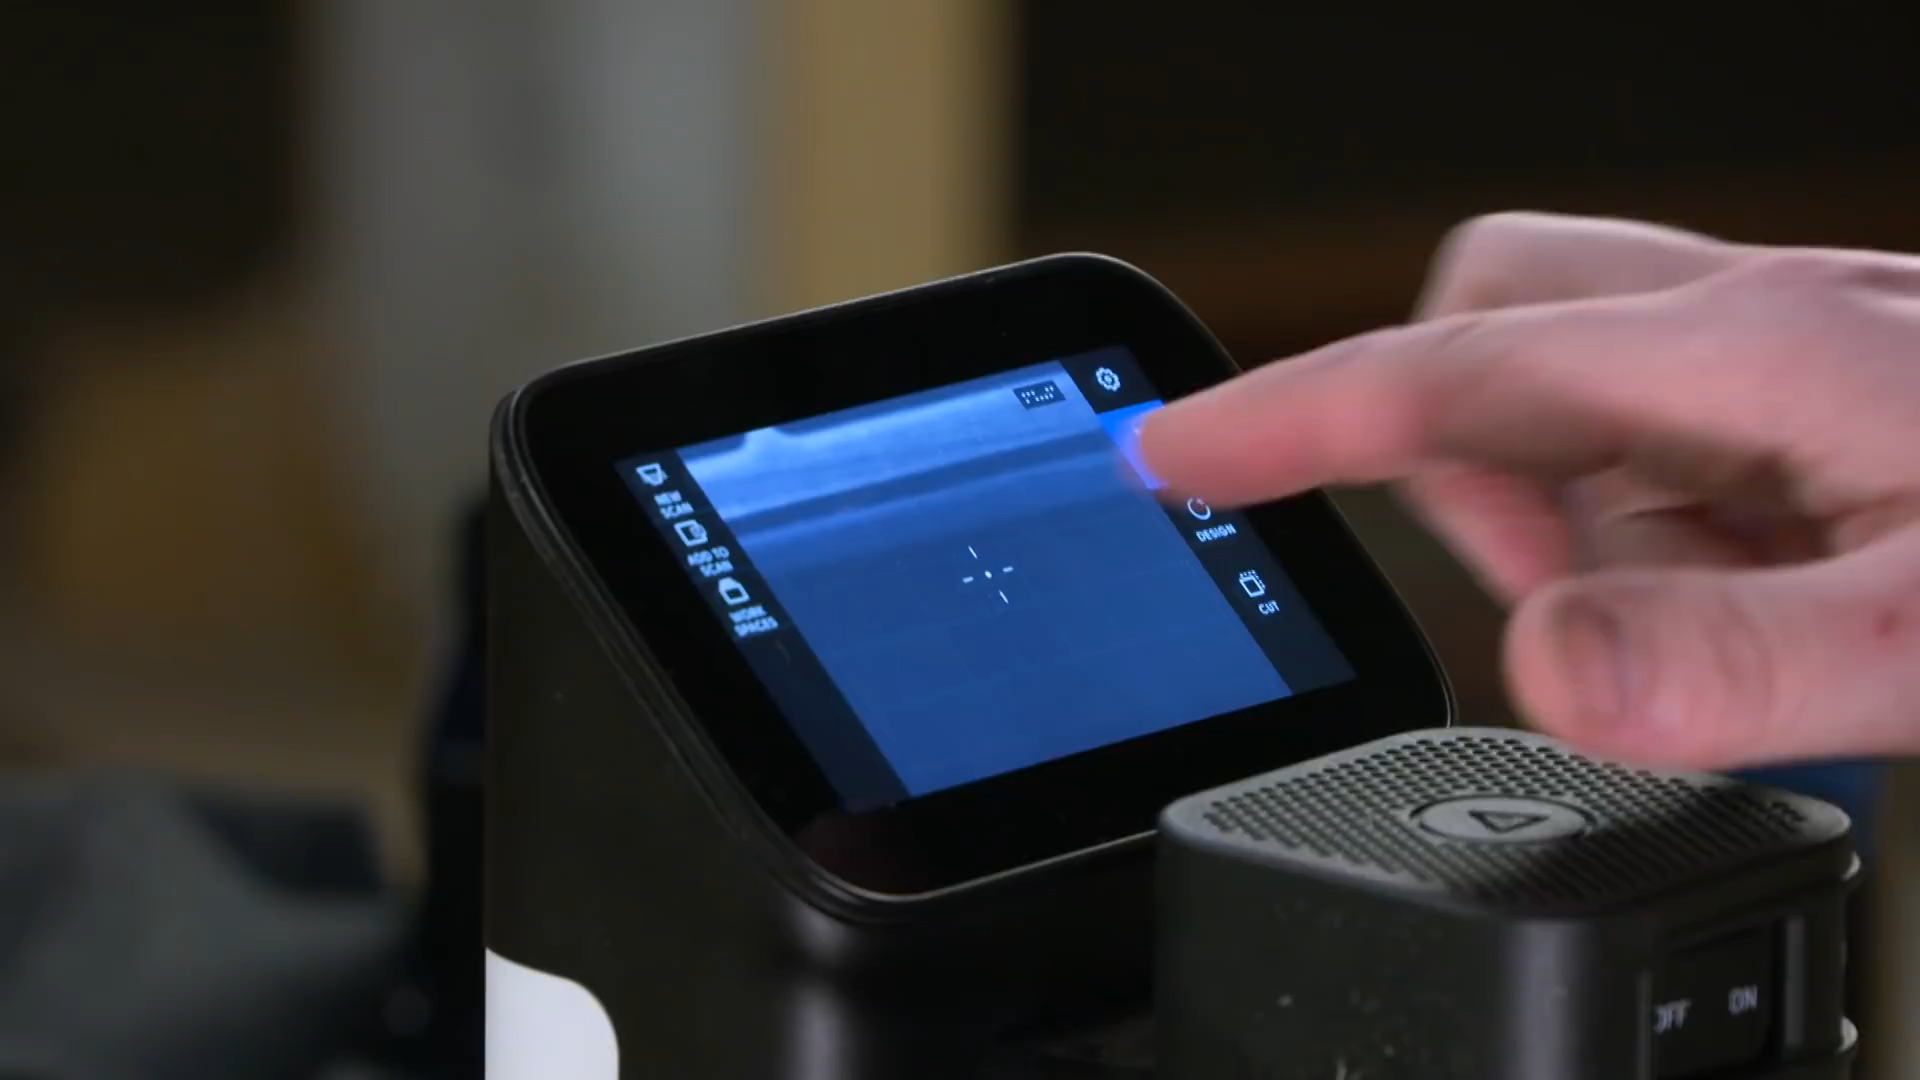 NEW
SCAN
ADD TO
SCAN
WORK
SPACES
DESIGN
CUT
OFF ON